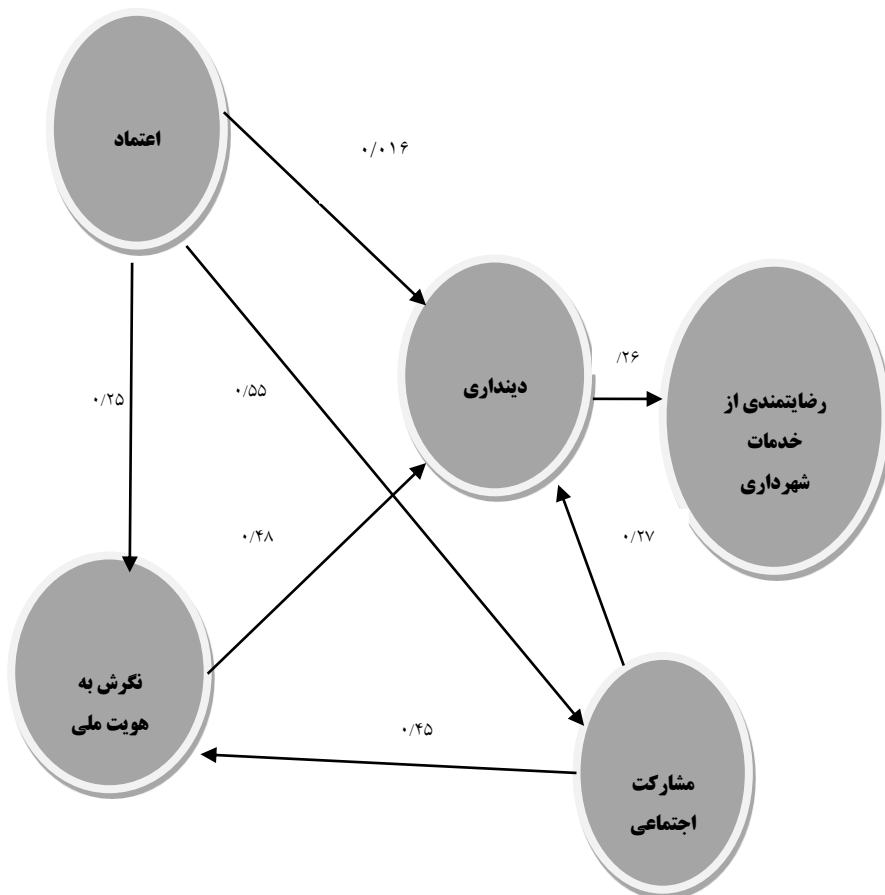 اعتماد
۰/۰۱۶
دینداری
/۲۶
رضایتمندی از
خدمات
شهرداری
۰/۲۵
۰/۵۵
۰/۴۸
۰/۲۷
نگرش به
هویت ملی
۰/۴۵
مشارکت
اجتماعی